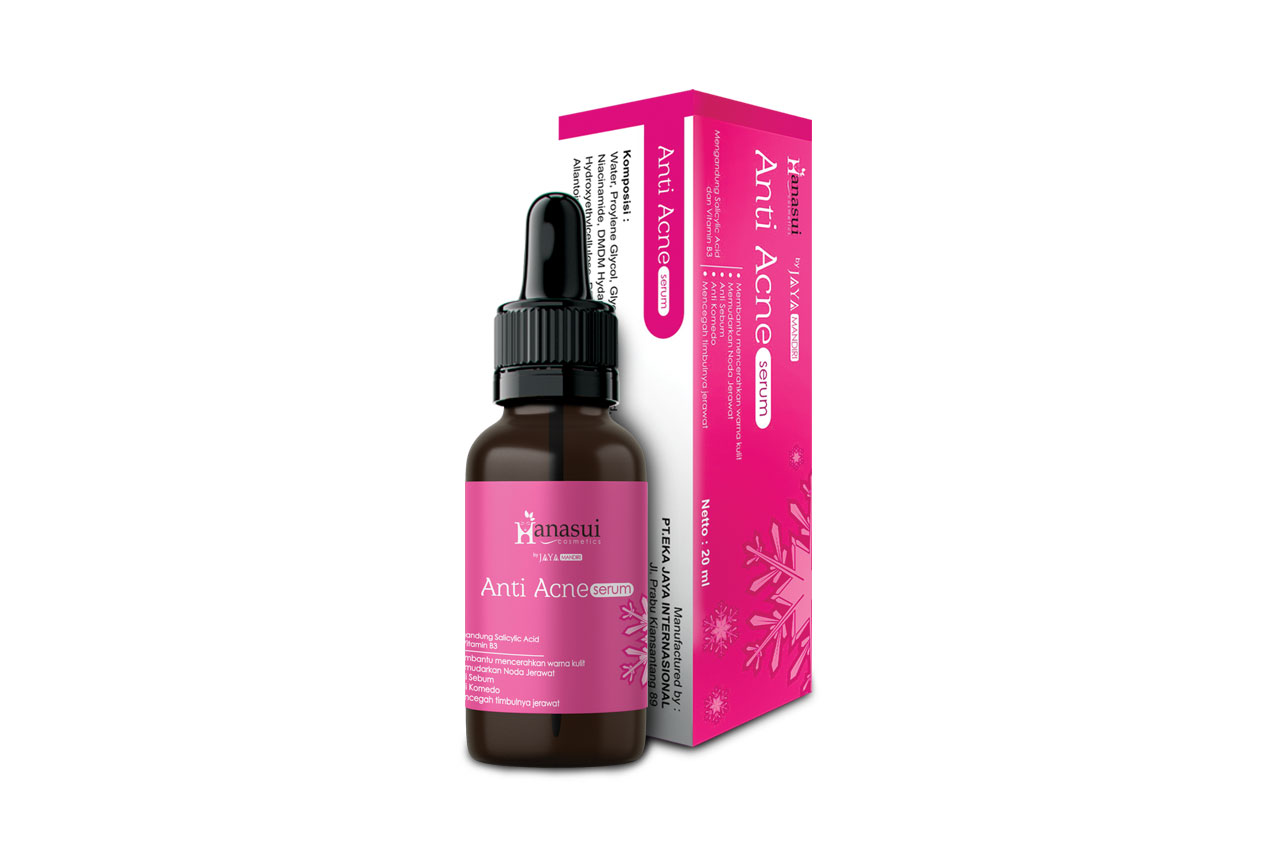 Hanasui
cosmetics
by JAYA MANDIRI
Anti Acne serum
Salicylic Acid
Vitamin B3
mencerahkan warna kulit
Noda Jerawat
Sebum
Komedo
timbulnya jerawat
Komposisi :
Water, Proylene Glycol,
Niacinamide, DMDM
Hydroxyethylcellulose,
Anti Acne serum
Manufactured by :
PT.EKA JAYA INTERNASIONAL
Jl. Prabu Kiansantang 89
Hanasui
by JAYA MANDIRI
Anti Acne serum
Mengandung Salicylic Acid
dan Vitamin B3
• Membantu mencerahkan warna kulit
• Memudarkan Noda Jerawat
• Anti Sebum
• Anti Komedo
• Mencegah timbulnya jerawat
Netto : 20 ml